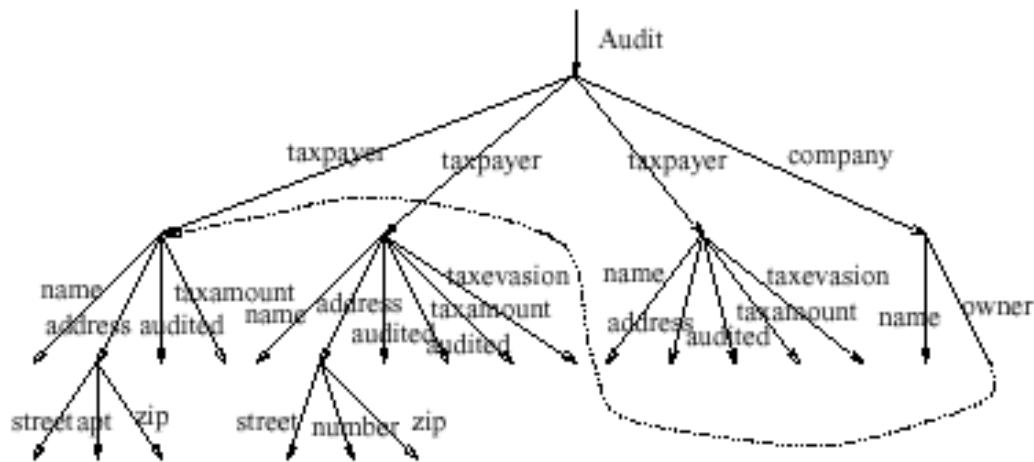 Audit
taxpayer taxpayer taxpayer company
name address audited taxamount
name address audited audited taxamount taxevasion
name address audited taxamount taxevasion
name owner
street apt zip
street number zip